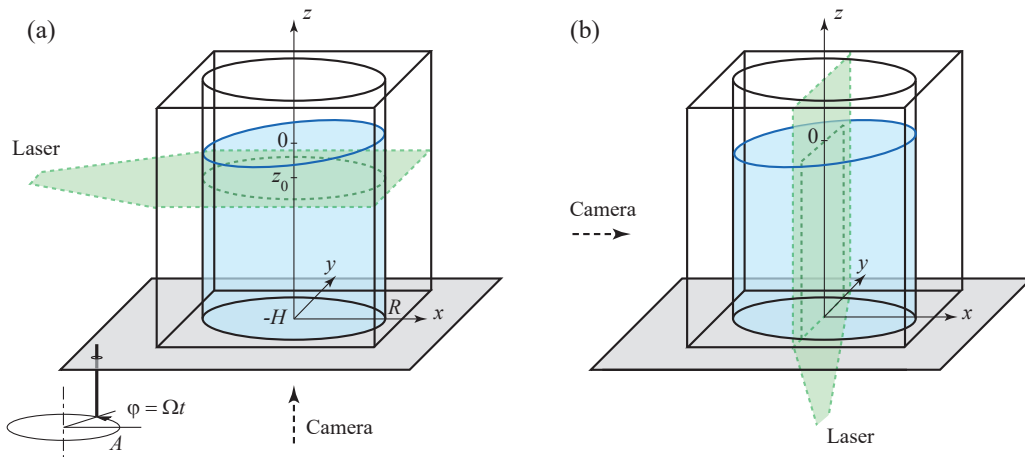 (a)
z
Laser
0
z₀
y
-H
R
x
φ = Ωt
A
Camera
(b)
z
0
Camera
y
x
Laser